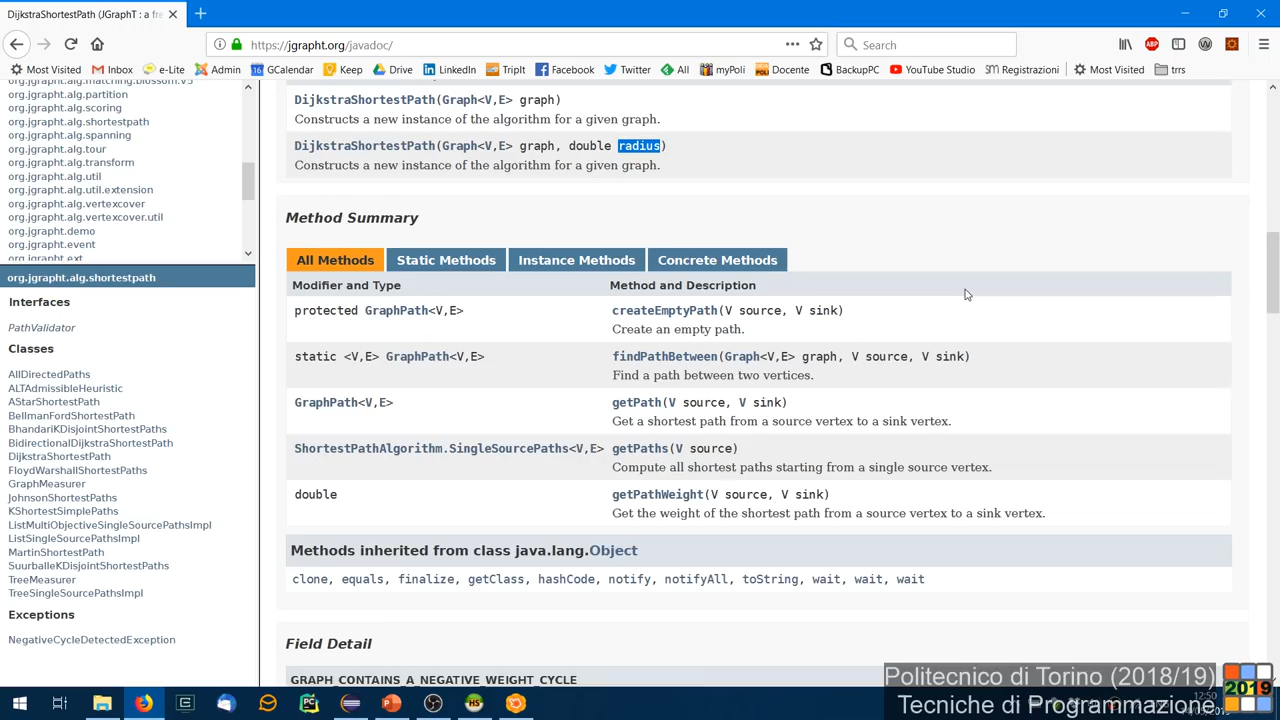 DijkstraShortestPath (JGraphT : a fre
https://jgrapht.org/javadoc/
Search
Most Visited
Inbox
e-Lite
Admin
GCalendar
Keep
Drive
LinkedIn
TripIt
Facebook
Twitter
All
myPoli
Docente
BackupPC
YouTube Studio
Registrazioni
Most Visited
trrs
org.jgrapht.alg.matching.blossom.v5
org.jgrapht.alg.partition
org.jgrapht.alg.scoring
org.jgrapht.alg.shortestpath
org.jgrapht.alg.spanning
org.jgrapht.alg.tour
org.jgrapht.alg.transform
org.jgrapht.alg.util
org.jgrapht.alg.util.extension
org.jgrapht.alg.vertexcover
org.jgrapht.alg.vertexcover.util
org.jgrapht.demo
org.jgrapht.event
org.jgrapht.ext
org.jgrapht.alg.shortestpath
Interfaces
PathValidator
Classes
AllDirectedPaths
ALTAdmissibleHeuristic
AStarShortestPath
BellmanFordShortestPath
BhandariKDisjointShortestPaths
BidirectionalDijkstraShortestPath
DijkstraShortestPath
FloydWarshallShortestPaths
GraphMeasurer
JohnsonShortestPaths
KShortestSimplePaths
ListMultiObjectiveSingleSourcePathsImpl
ListSingleSourcePathsImpl
MartinShortestPath
SuurballeKDisjointShortestPaths
TreeMeasurer
TreeSingleSourcePathsImpl
Exceptions
NegativeCycleDetectedException
DijkstraShortestPath(Graph<V,E> graph)
Constructs a new instance of the algorithm for a given graph.
DijkstraShortestPath(Graph<V,E> graph, double radius)
Constructs a new instance of the algorithm for a given graph.
Method Summary
All Methods Static Methods Instance Methods Concrete Methods
Modifier and Type Method and Description
protected GraphPath<V,E> createEmptyPath(V source, V sink)
Create an empty path.
static <V,E> GraphPath<V,E> findPathBetween(Graph<V,E> graph, V source, V sink)
Find a path between two vertices.
GraphPath<V,E> getPath(V source, V sink)
Get a shortest path from a source vertex to a sink vertex.
ShortestPathAlgorithm.SingleSourcePaths<V,E> getPaths(V source)
Compute all shortest paths starting from a single source vertex.
double getPathWeight(V source, V sink)
Get the weight of the shortest path from a source vertex to a sink vertex.
Methods inherited from class java.lang.Object
clone, equals, finalize, getClass, hashCode, notify, notifyAll, toString, wait, wait, wait
Field Detail
GRAPH_CONTAINS_A_NEGATIVE_WEIGHT_CYCLE
Politecnico di Torino (2018/19)
Tecniche di Programmazione
2019
12:50